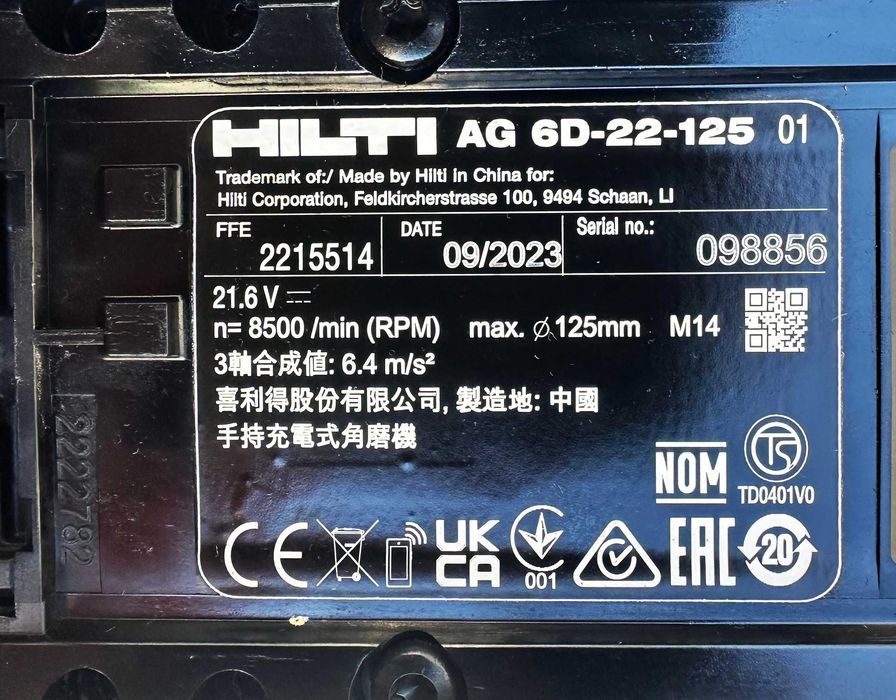 HILTI AG 6D-22-125 01
Trademark of:/ Made by Hilti in China for:
Hilti Corporation, Feldkircherstrasse 100, 9494 Schaan, LI
FFE 2215514 DATE 09/2023 Serial no.: 098856
21.6 V ⎓
n= 8500 /min (RPM) max. ⌀125mm M14
3軸合成値: 6.4 m/s²
喜利得股份有限公司, 製造地: 中國
手持充電式角磨機
2222782
NOM TS
TD0401V0
CE UK CA 001 EAC 20